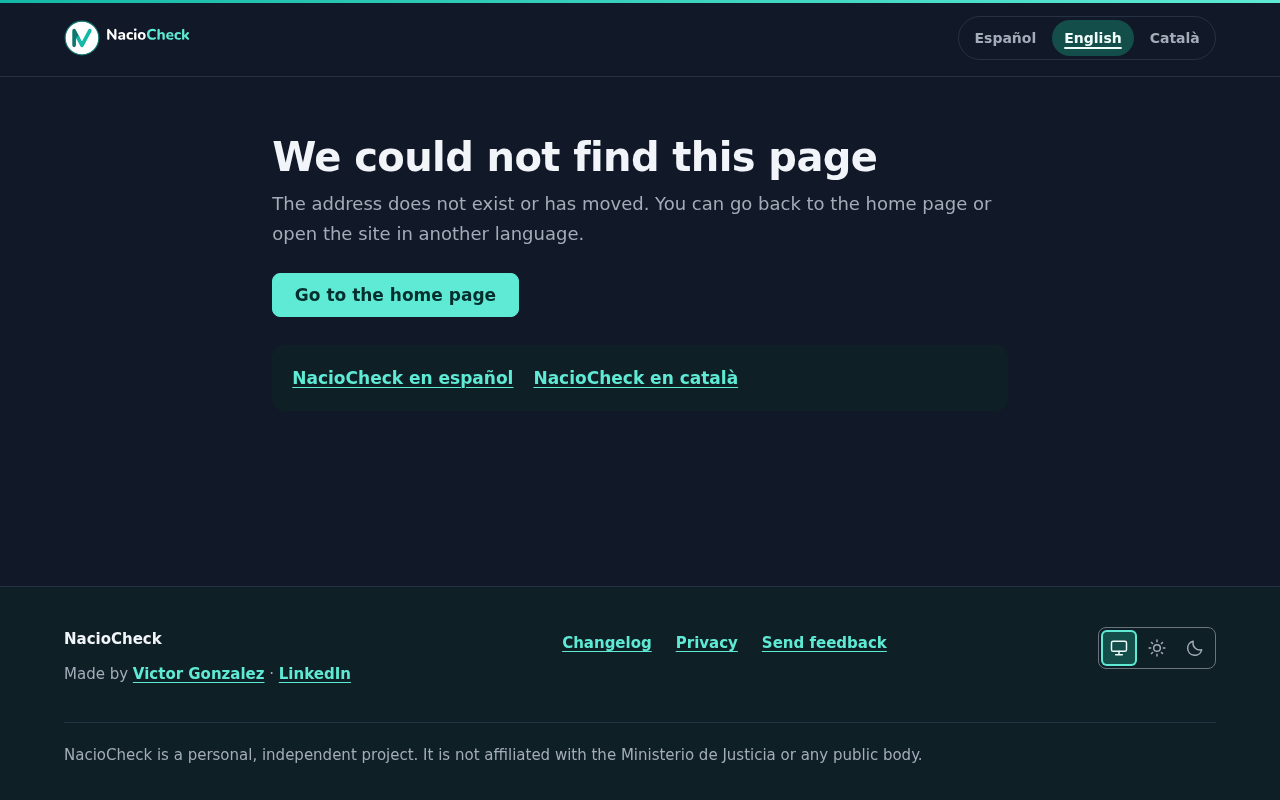 NacioCheck
Español English Català
We could not find this page
The address does not exist or has moved. You can go back to the home page or
open the site in another language.
Go to the home page
NacioCheck en español NacioCheck en català
NacioCheck
Made by Victor Gonzalez · LinkedIn
Changelog Privacy Send feedback
NacioCheck is a personal, independent project. It is not affiliated with the Ministerio de Justicia or any public body.